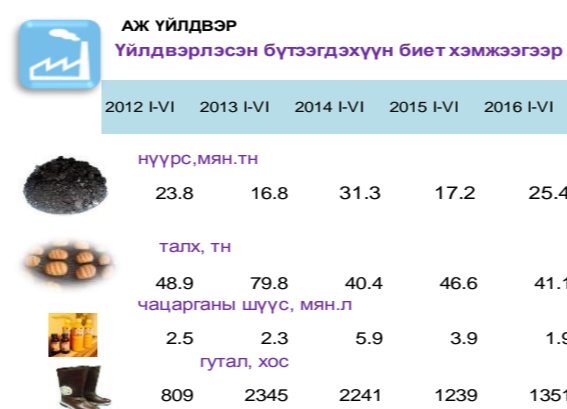 АЖ ҮЙЛДВЭР
Үйлдвэрлэсэн бүтээгдэхүүн биет хэмжээгээр
2012 I-VI 2013 I-VI 2014 I-VI 2015 I-VI 2016 I-VI
нүүрс,мян.тн
23.8 16.8 31.3 17.2 25.4
талх, тн
48.9 79.8 40.4 46.6 41.1
чацарганы шүүс, мян.л
2.5 2.3 5.9 3.9 1.9
гутал, хос
809 2345 2241 1239 1351